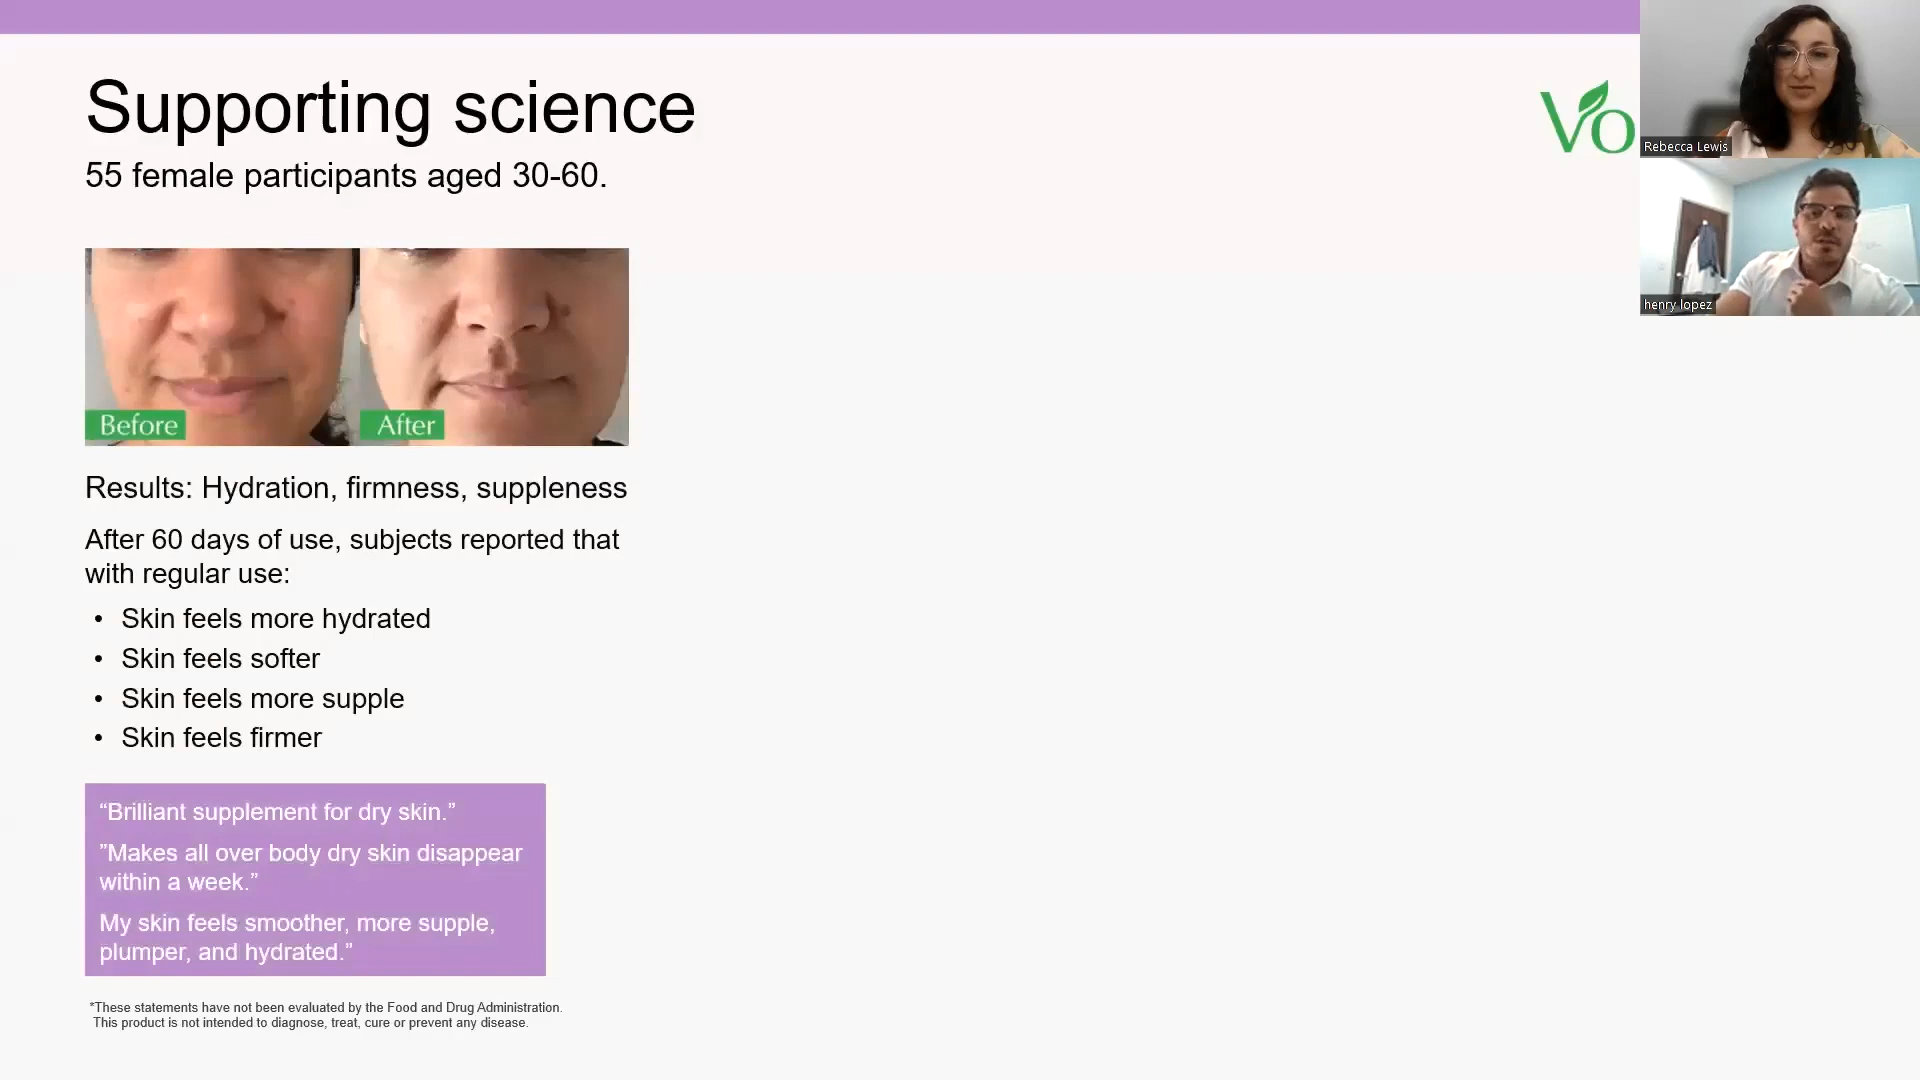 Supporting science
55 female participants aged 30-60.
Vo
Rebecca Lewis
henry lopez
Before
After
Results: Hydration, firmness, suppleness
After 60 days of use, subjects reported that
with regular use:
• Skin feels more hydrated
• Skin feels softer
• Skin feels more supple
• Skin feels firmer
“Brilliant supplement for dry skin.”
”Makes all over body dry skin disappear
within a week.”
My skin feels smoother, more supple,
plumper, and hydrated.”
*These statements have not been evaluated by the Food and Drug Administration.
This product is not intended to diagnose, treat, cure or prevent any disease.